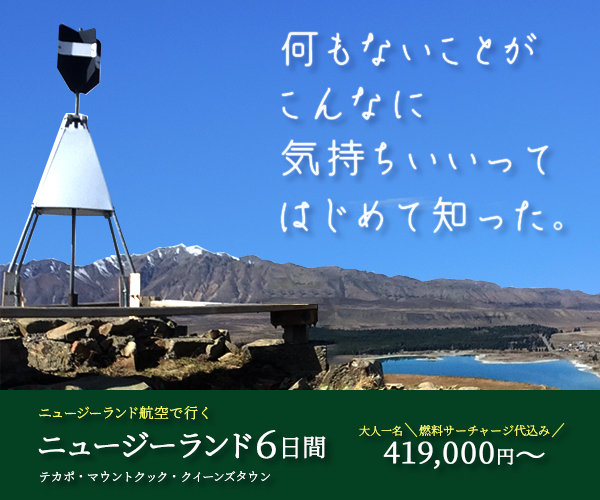 何もないことが
こんなに
気持ちいいって
はじめて知った。
ニュージーランド航空で行く
ニュージーランド6日間
テカポ・マウントクック・クイーンズタウン
大人一名＼燃料サーチャージ代込み／
419,000円〜